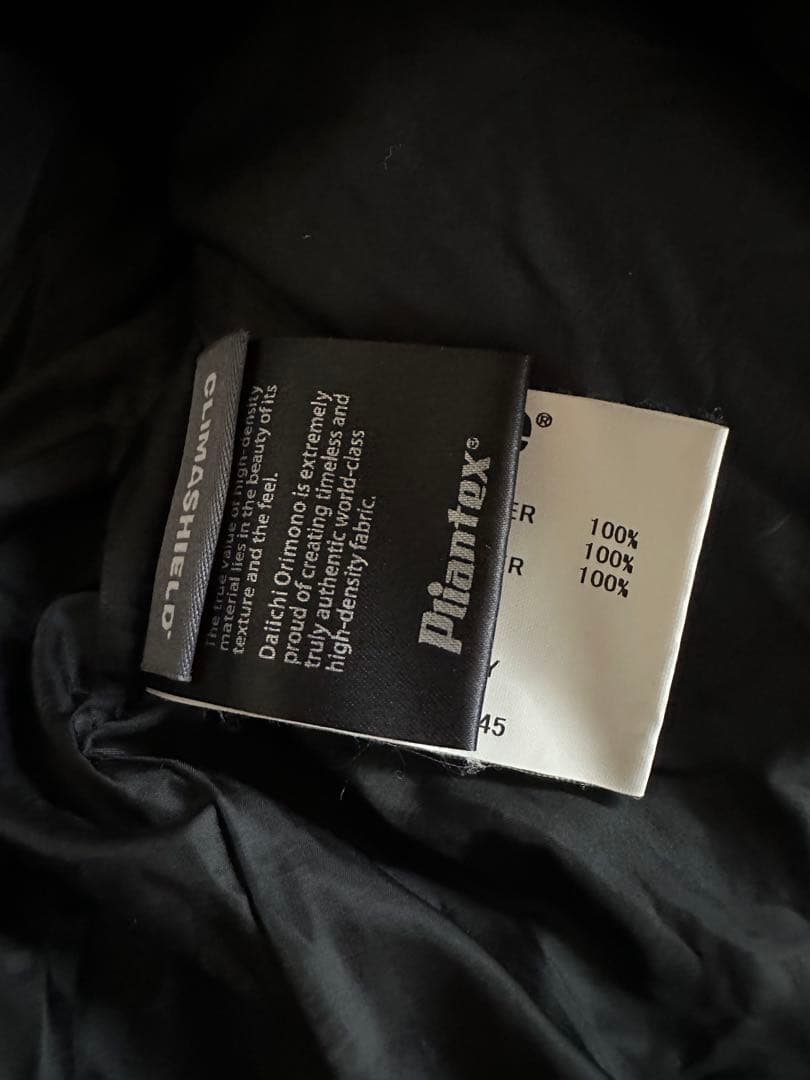 CLIMASHIELD
The true value of high-density
material lies in the beauty of its
texture and the feel.
Daiichi Orimono is extremely
proud of creating timeless and
truly authentic world-class
high-density fabric.
Pliantex®
e®
ER 100%
100%
R 100%
Y
45